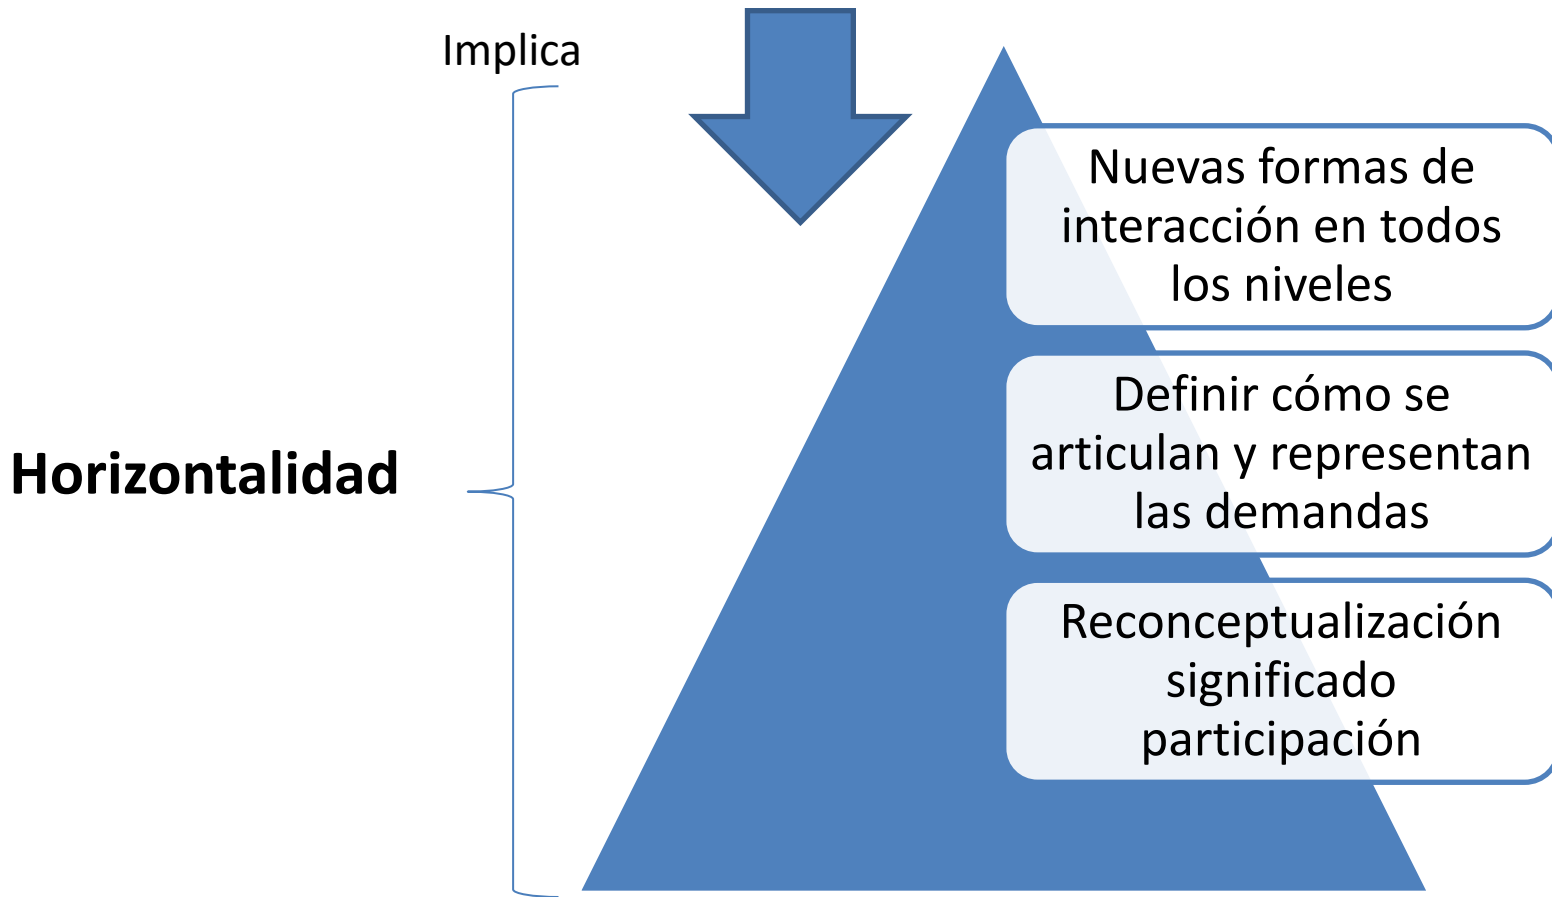 Implica
Horizontalidad
Nuevas formas de
interacción en todos
los niveles
Definir cómo se
articulan y representan
las demandas
Reconceptualización
significado
participación